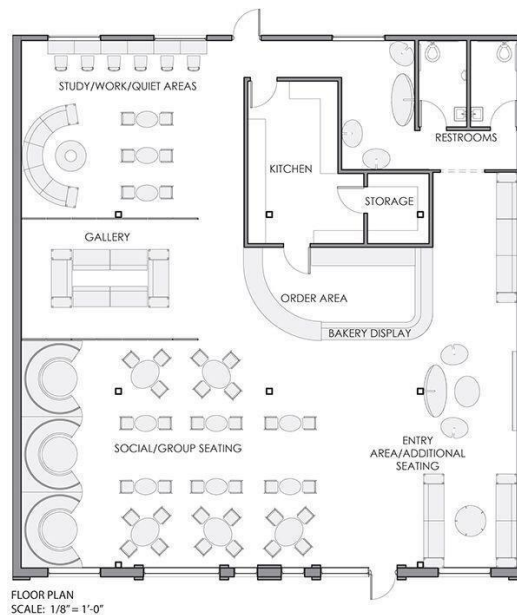 STUDY/WORK/QUIET AREAS
RESTROOMS
KITCHEN
STORAGE
GALLERY
ORDER AREA
BAKERY DISPLAY
SOCIAL/GROUP SEATING
ENTRY
AREA/ADDITIONAL
SEATING
FLOOR PLAN
SCALE: 1/8" = 1'-0"